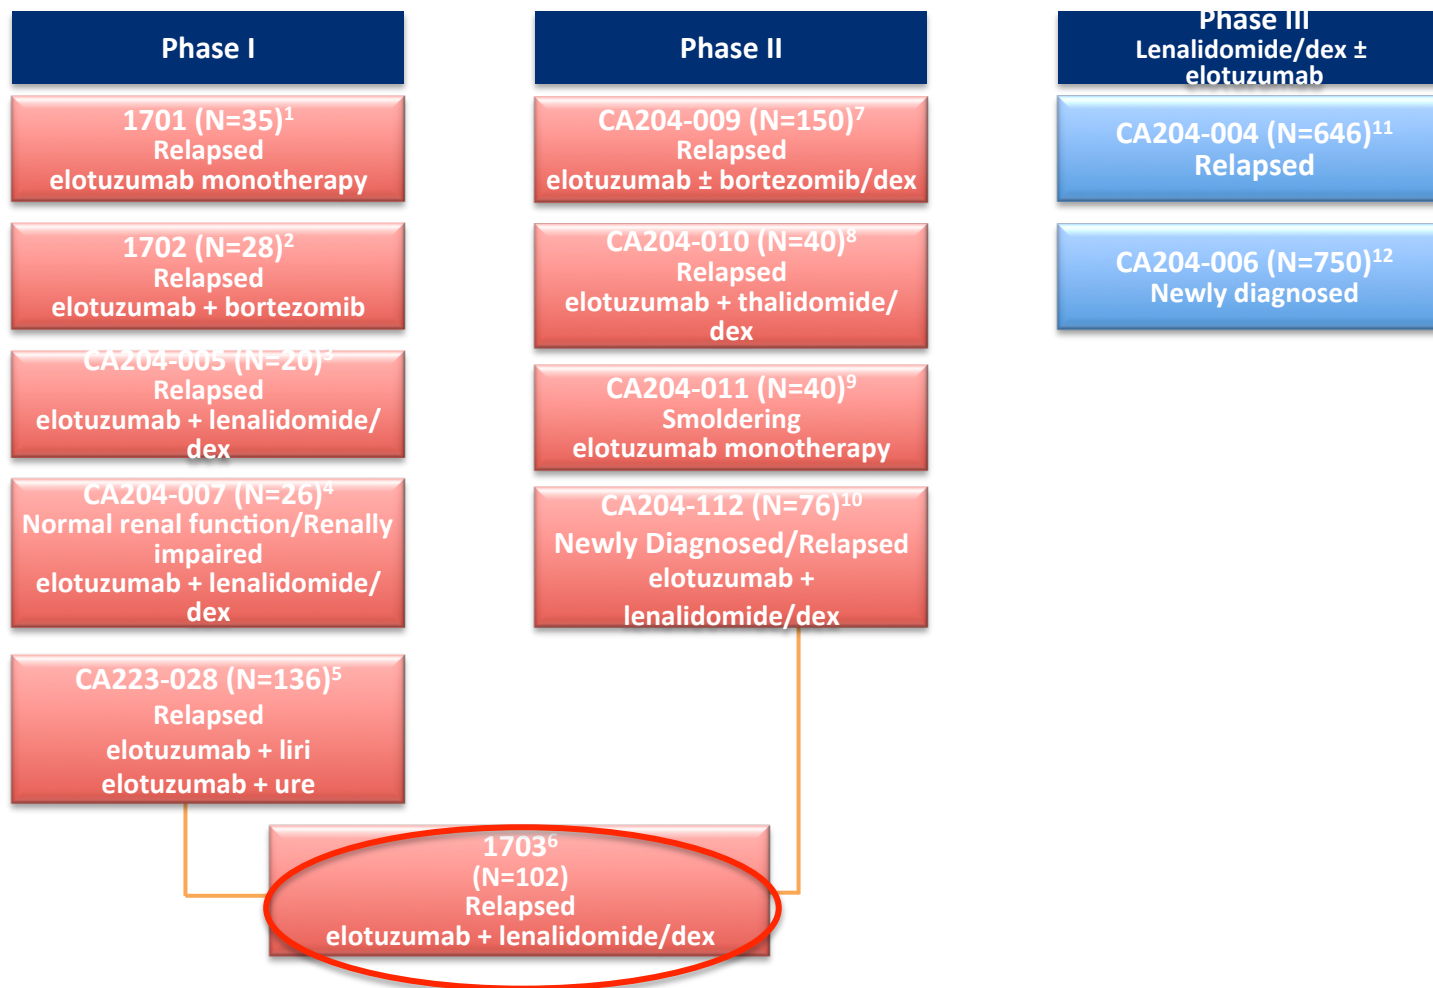 Phase I
1701 (N=35)1
Relapsed
elotuzumab monotherapy
1702 (N=28)2
Relapsed
elotuzumab + bortezomib
CA204-005 (N=20)3
Relapsed
elotuzumab + lenalidomide/
dex
CA204-007 (N=26)4
Normal renal function/Renally
impaired
elotuzumab + lenalidomide/
dex
CA223-028 (N=136)5
Relapsed
elotuzumab + liri
elotuzumab + ure
Phase II
CA204-009 (N=150)7
Relapsed
elotuzumab ± bortezomib/dex
CA204-010 (N=40)8
Relapsed
elotuzumab + thalidomide/
dex
CA204-011 (N=40)9
Smoldering
elotuzumab monotherapy
CA204-112 (N=76)10
Newly Diagnosed/Relapsed
elotuzumab +
lenalidomide/dex
17036
(N=102)
Relapsed
elotuzumab + lenalidomide/dex
Phase III
Lenalidomide/dex ±
elotuzumab
CA204-004 (N=646)11
Relapsed
CA204-006 (N=750)12
Newly diagnosed